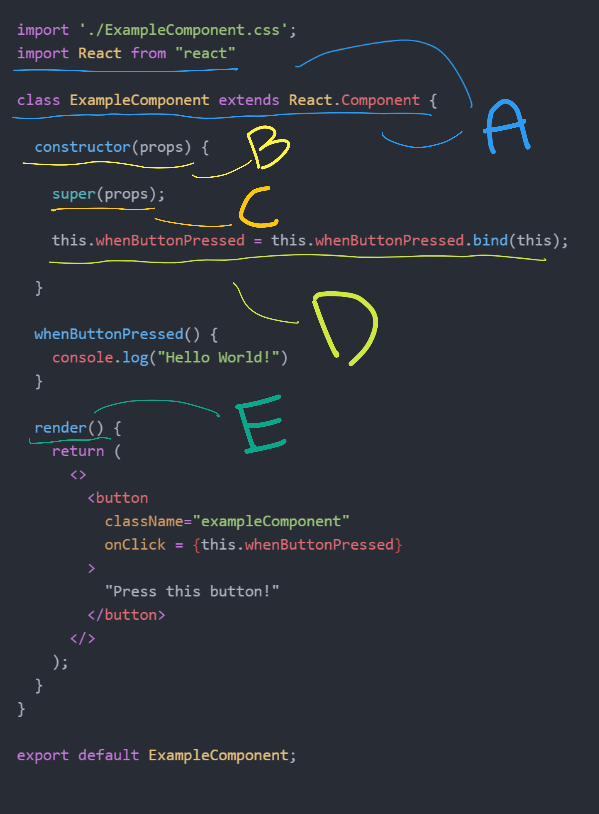 import './ExampleComponent.css';
import React from "react"
class ExampleComponent extends React.Component {
A
constructor(props) {
B
super(props);
C
this.whenButtonPressed = this.whenButtonPressed.bind(this);
}
D
whenButtonPressed() {
console.log("Hello World!")
}
render() {
E
return (
<>
<button
className="exampleComponent"
onClick = {this.whenButtonPressed}
>
"Press this button!"
</button>
</>
);
}
}
export default ExampleComponent;